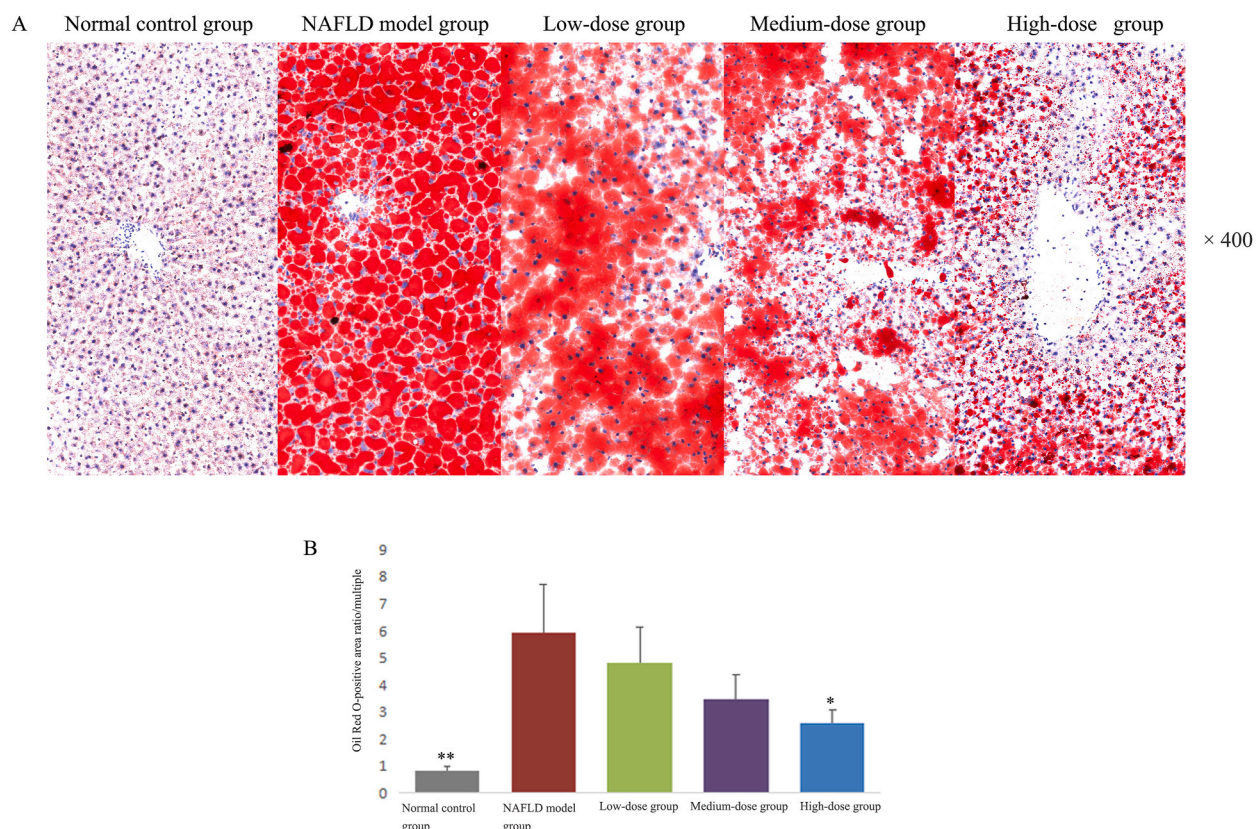 A
Normal control group
NAFLD model group
Low-dose group
Medium-dose group
High-dose group
× 400
B
Oil Red O-positive area ratio/multiple
9
8
7
6
5
4
3
2
1
0
**
*
Normal control
group
NAFLD model
group
Low-dose group
Medium-dose group
High-dose group